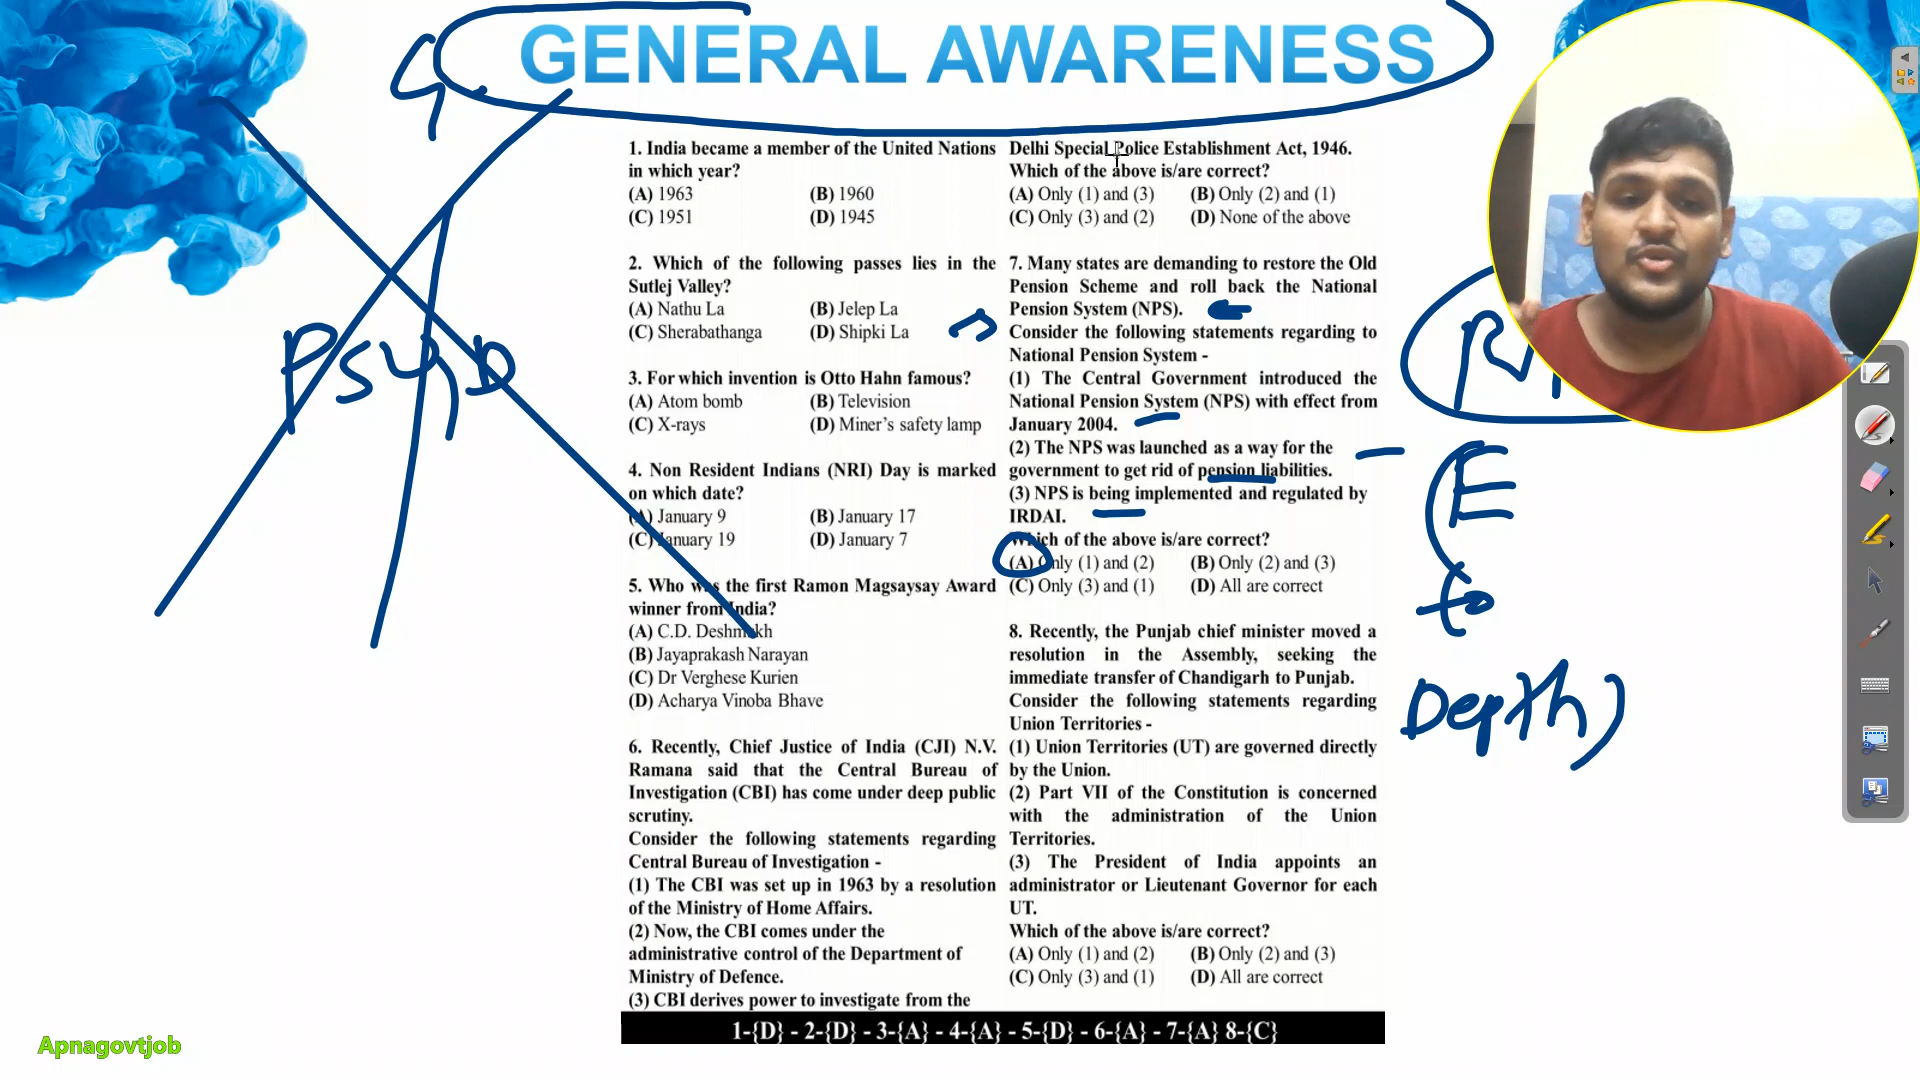 GENERAL AWARENESS
G.
1. India became a member of the United Nations
in which year?
(A) 1963 (B) 1960
(C) 1951 (D) 1945
2. Which of the following passes lies in the
Sutlej Valley?
(A) Nathu La (B) Jelep La
(C) Sherabathanga (D) Shipki La
3. For which invention is Otto Hahn famous?
(A) Atom bomb (B) Television
(C) X-rays (D) Miner's safety lamp
4. Non Resident Indians (NRI) Day is marked
on which date?
(A) January 9 (B) January 17
(C) January 19 (D) January 7
5. Who was the first Ramon Magsaysay Award
winner from India?
(A) C.D. Deshmukh
(B) Jayaprakash Narayan
(C) Dr Verghese Kurien
(D) Acharya Vinoba Bhave
6. Recently, Chief Justice of India (CJI) N.V.
Ramana said that the Central Bureau of
Investigation (CBI) has come under deep public
scrutiny.
Consider the following statements regarding
Central Bureau of Investigation -
(1) The CBI was set up in 1963 by a resolution
of the Ministry of Home Affairs.
(2) Now, the CBI comes under the
administrative control of the Department of
Ministry of Defence.
(3) CBI derives power to investigate from the
Delhi Special Police Establishment Act, 1946.
Which of the above is/are correct?
(A) Only (1) and (3) (B) Only (2) and (1)
(C) Only (3) and (2) (D) None of the above
7. Many states are demanding to restore the Old
Pension Scheme and roll back the National
Pension System (NPS).
Consider the following statements regarding to
National Pension System -
(1) The Central Government introduced the
National Pension System (NPS) with effect from
January 2004.
(2) The NPS was launched as a way for the
government to get rid of pension liabilities.
(3) NPS is being implemented and regulated by
IRDAI.
Which of the above is/are correct?
(A) Only (1) and (2) (B) Only (2) and (3)
(C) Only (3) and (1) (D) All are correct
8. Recently, the Punjab chief minister moved a
resolution in the Assembly, seeking the
immediate transfer of Chandigarh to Punjab.
Consider the following statements regarding
Union Territories -
(1) Union Territories (UT) are governed directly
by the Union.
(2) Part VII of the Constitution is concerned
with the administration of the Union
Territories.
(3) The President of India appoints an
administrator or Lieutenant Governor for each
UT.
Which of the above is/are correct?
(A) Only (1) and (2) (B) Only (2) and (3)
(C) Only (3) and (1) (D) All are correct
1-{D} - 2-{D} - 3-{A} - 4-{A} - 5-{D} - 6-{A} - 7-{A} 8-{C}
E
to
Depth)
Apnagovtjob